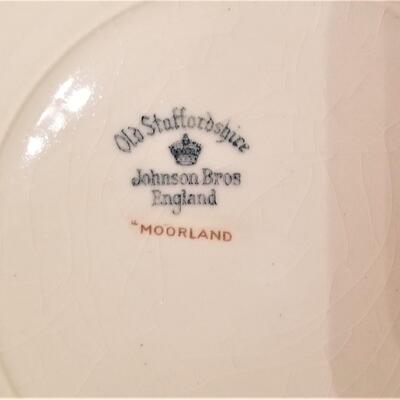 Old Staffordshire
Johnson Bros
England
"MOORLAND